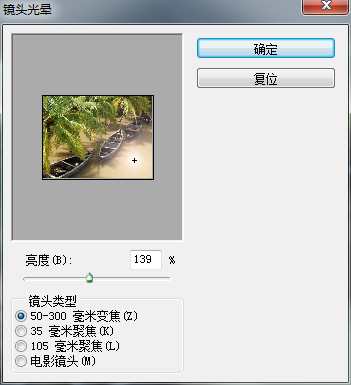 镜头光晕
确定
复位
亮度(B): 139 %
镜头类型
50-300 毫米变焦(Z)
35 毫米聚焦(K)
105 毫米聚焦(L)
电影镜头(M)